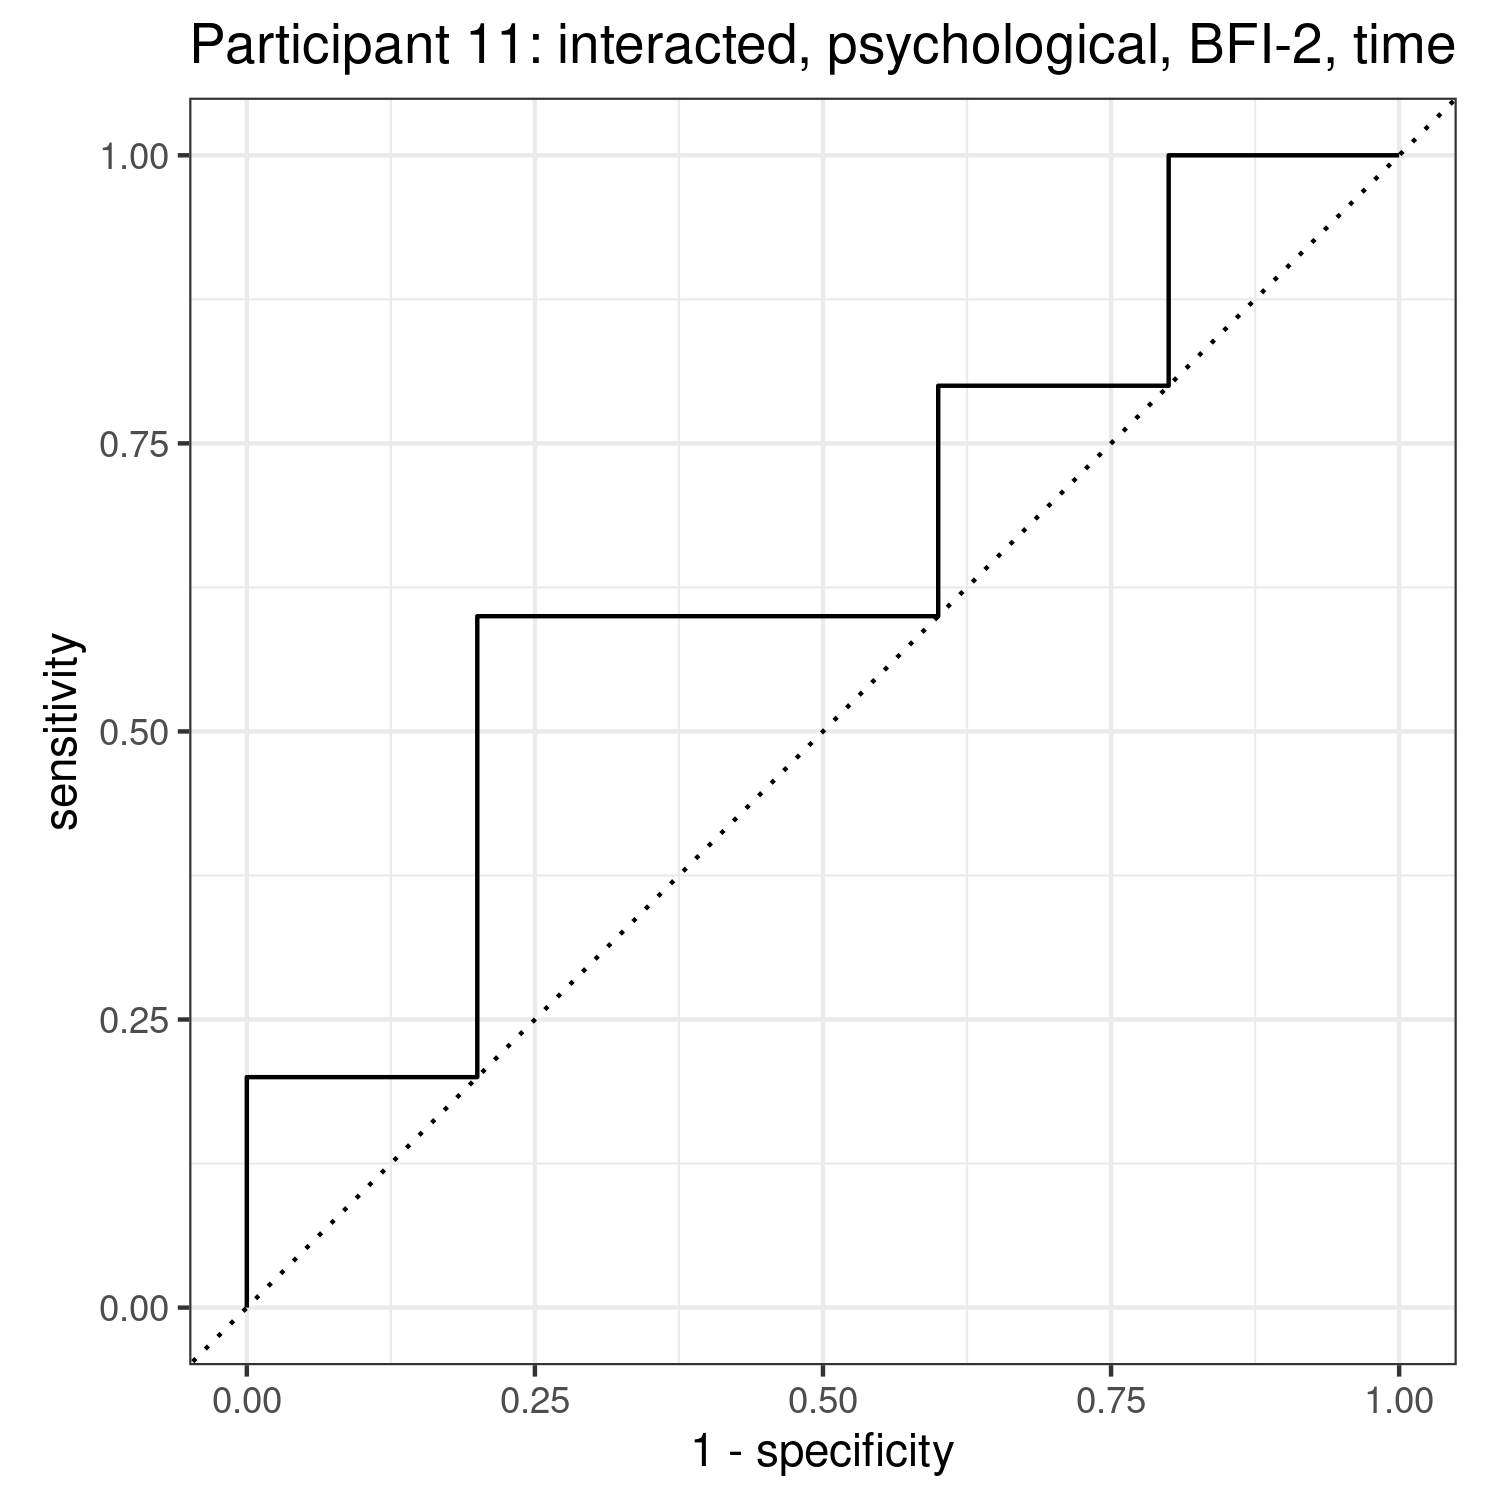 Participant 11: interacted, psychological, BFI-2, time
1.00
0.75
0.50
0.25
0.00
sensitivity
0.00 0.25 0.50 0.75 1.00
1 - specificity